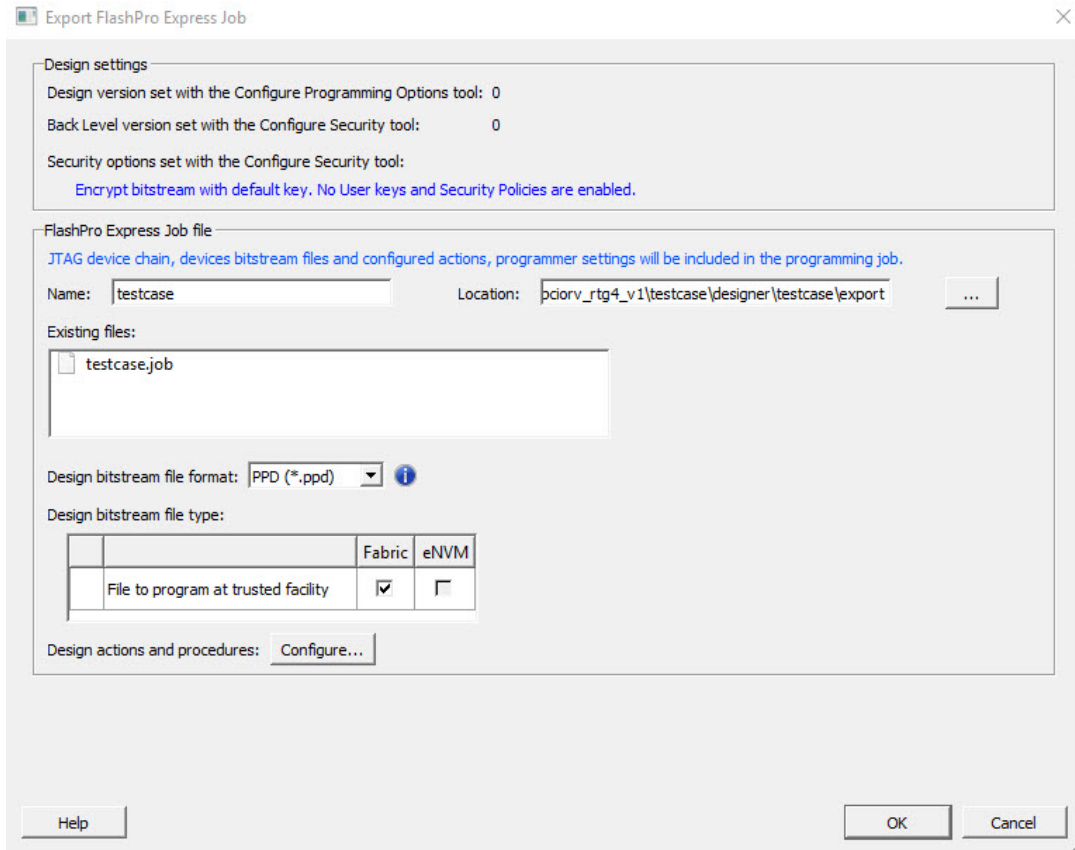 Export FlashPro Express Job
Design settings
Design version set with the Configure Programming Options tool: 0
Back Level version set with the Configure Security tool: 0
Security options set with the Configure Security tool:
Encrypt bitstream with default key. No User keys and Security Policies are enabled.
FlashPro Express Job file
JTAG device chain, devices bitstream files and configured actions, programmer settings will be included in the programming job.
Name: testcase Location: pciorv_rtg4_v1\testcase\designer\testcase\export ...
Existing files:
testcase.job
Design bitstream file format: PPD (*.ppd)
Design bitstream file type:
Fabric eNVM
File to program at trusted facility
Design actions and procedures: Configure...
Help OK Cancel